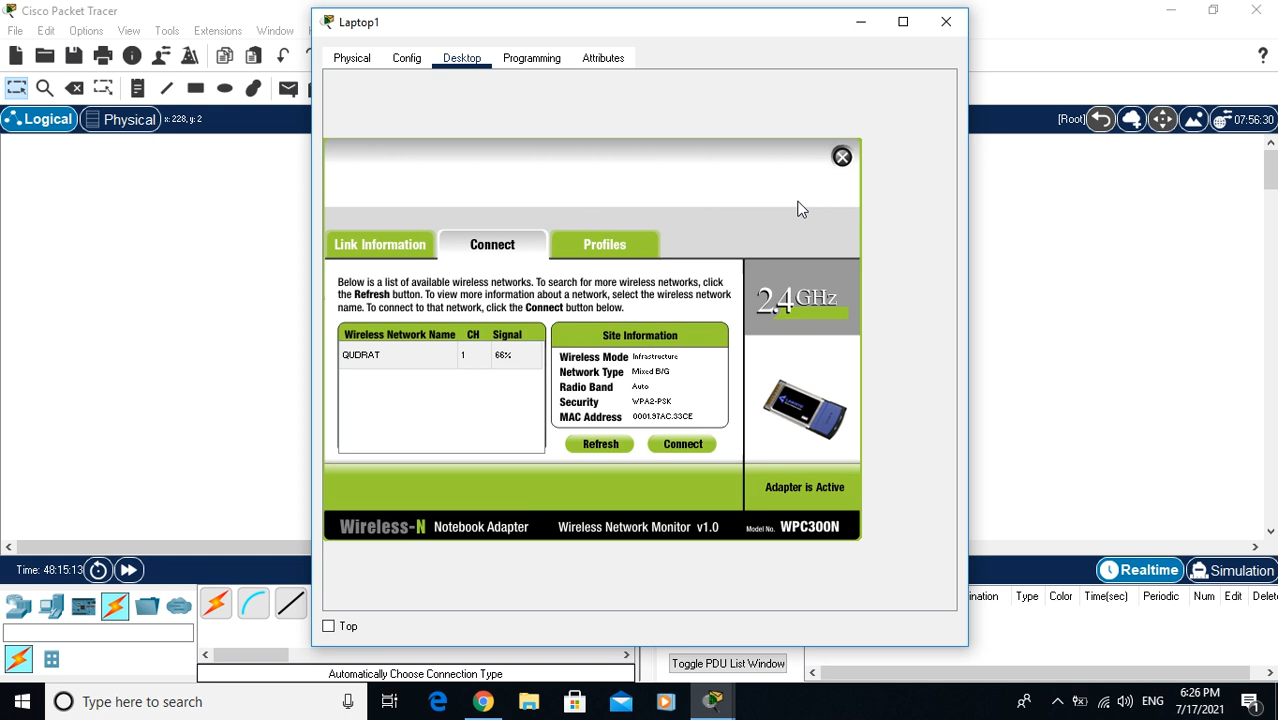 Cisco Packet Tracer
File Edit Options View Tools Extensions Window
Laptop1
Physical Config Desktop Programming Attributes
Logical Physical x: 228, y: 2
[Root] 07:56:30
Link Information Connect Profiles
Below is a list of available wireless networks. To search for more wireless networks, click
the Refresh button. To view more information about a network, select the wireless network
name. To connect to that network, click the Connect button below.
2.4GHz
Wireless Network Name CH Signal
QUDRAT 1 66%
Site Information
Wireless Mode Infrastructure
Network Type Mixed B/G
Radio Band Auto
Security WPA2-PSK
MAC Address 0001.97AC.33CE
Refresh Connect
Adapter is Active
Wireless-N Notebook Adapter Wireless Network Monitor v1.0 Model No. WPC300N
Time: 48:15:13
Realtime Simulation
ination Type Color Time(sec) Periodic Num Edit Delete
Top
Automatically Choose Connection Type
Toggle PDU List Window
Type here to search
ENG
6:26 PM
7/17/2021
1